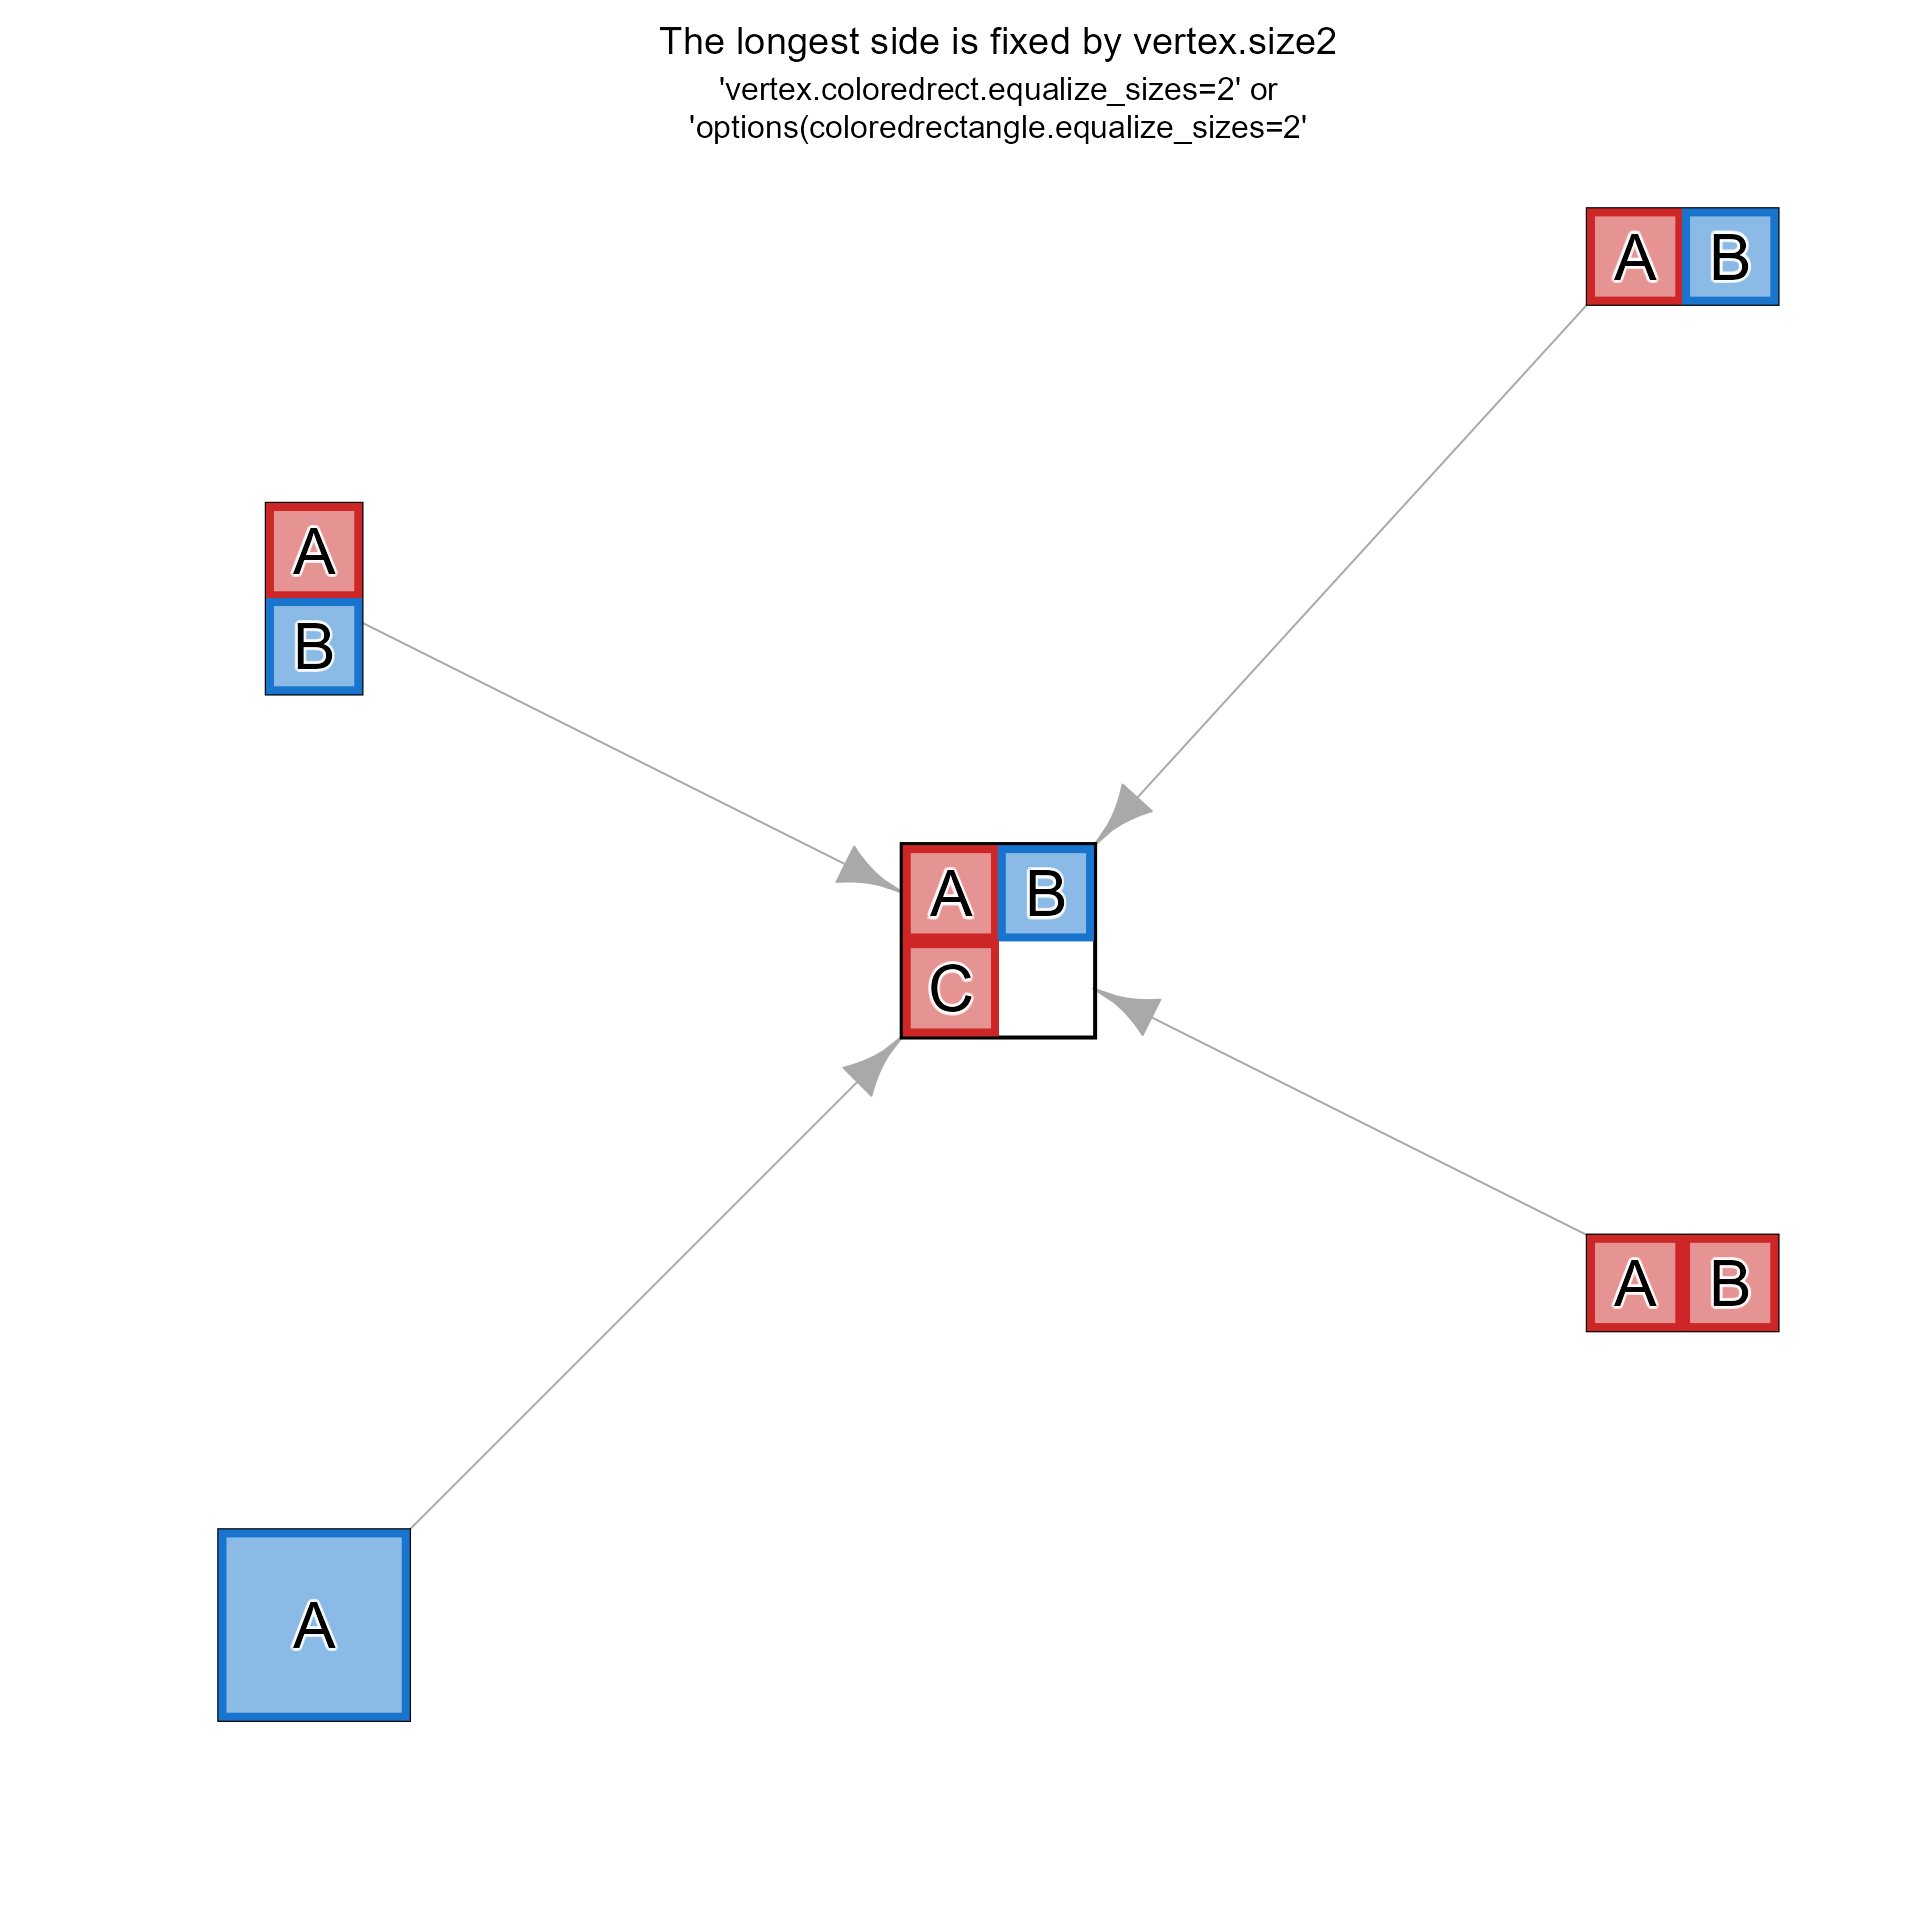 The longest side is fixed by vertex.size2
'vertex.coloredrect.equalize_sizes=2' or
'options(coloredrectangle.equalize_sizes=2'
A B
A
B
A B
C
A B
A